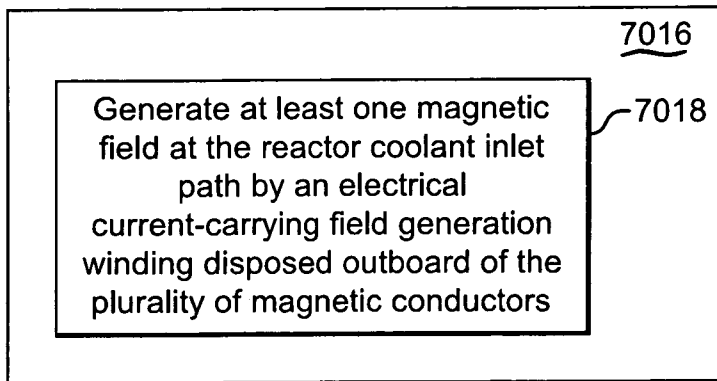 7016
Generate at least one magnetic
field at the reactor coolant inlet
path by an electrical
current-carrying field generation
winding disposed outboard of the
plurality of magnetic conductors
7018